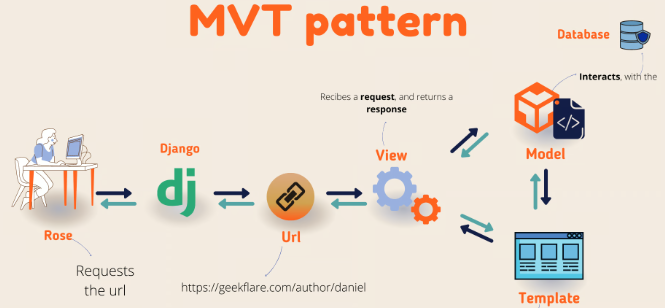 MVT pattern
Database
Interacts, with the
Recibes a request, and returns a
response
Django
dj
View
Model
Rose
Url
Requests
the url
https://geekflare.com/author/daniel
Template